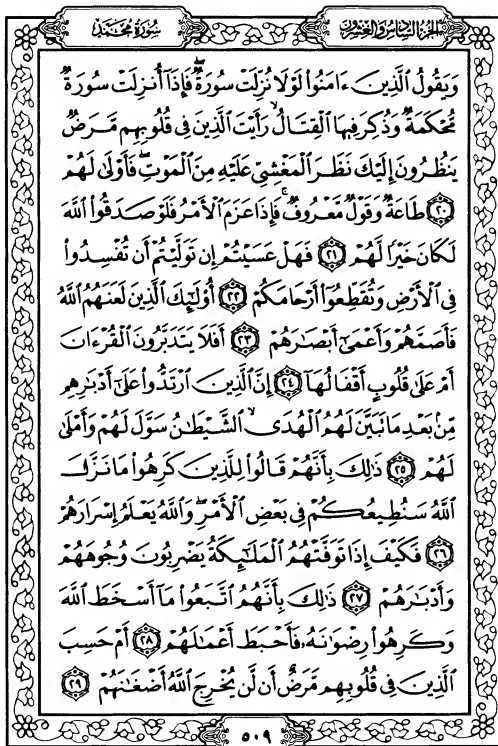 الجزء السادس والعشرون
سورة محمد
وَيَقُولُ ٱلَّذِينَ ءَامَنُوا۟ لَوْلَا نُزِّلَتْ سُورَةٌۖ فَإِذَآ أُنزِلَتْ سُورَةٌ
مُّحْكَمَةٌ وَذُكِرَ فِيهَا ٱلْقِتَالُۙ رَأَيْتَ ٱلَّذِينَ فِى قُلُوبِهِم مَّرَضٌ
يَنظُرُونَ إِلَيْكَ نَظَرَ ٱلْمَغْشِىِّ عَلَيْهِ مِنَ ٱلْمَوْتِۖ فَأَوْلَىٰ لَهُمْ
٢٠ طَاعَةٌ وَقَوْلٌ مَّعْرُوفٌۚ فَإِذَا عَزَمَ ٱلْأَمْرُ فَلَوْ صَدَقُوا۟ ٱللَّهَ
لَكَانَ خَيْرًا لَّهُمْ ٢١ فَهَلْ عَسَيْتُمْ إِن تَوَلَّيْتُمْ أَن تُفْسِدُوا۟
فِى ٱلْأَرْضِ وَتُقَطِّعُوٓا۟ أَرْحَامَكُمْ ٢٢ أُو۟لَٰٓئِكَ ٱلَّذِينَ لَعَنَهُمُ ٱللَّهُ
فَأَصَمَّهُمْ وَأَعْمَىٰٓ أَبْصَٰرَهُمْ ٢٣ أَفَلَا يَتَدَبَّرُونَ ٱلْقُرْءَانَ
أَمْ عَلَىٰ قُلُوبٍ أَقْفَالُهَآ ٢٤ إِنَّ ٱلَّذِينَ ٱرْتَدُّوا۟ عَلَىٰٓ أَدْبَٰرِهِم
مِّنۢ بَعْدِ مَا تَبَيَّنَ لَهُمُ ٱلْهُدَىۙ ٱلشَّيْطَٰنُ سَوَّلَ لَهُمْ وَأَمْلَىٰ
لَهُمْ ٢٥ ذَٰلِكَ بِأَنَّهُمْ قَالُوا۟ لِلَّذِينَ كَرِهُوا۟ مَا نَزَّلَ
ٱللَّهُ سَنُطِيعُكُمْ فِى بَعْضِ ٱلْأَمْرِۖ وَٱللَّهُ يَعْلَمُ إِسْرَارَهُمْ
٢٦ فَكَيْفَ إِذَا تَوَفَّتْهُمُ ٱلْمَلَٰٓئِكَةُ يَضْرِبُونَ وُجُوهَهُمْ
وَأَدْبَٰرَهُمْ ٢٧ ذَٰلِكَ بِأَنَّهُمُ ٱتَّبَعُوا۟ مَآ أَسْخَطَ ٱللَّهَ
وَكَرِهُوا۟ رِضْوَٰنَهُۥ فَأَحْبَطَ أَعْمَٰلَهُمْ ٢٨ أَمْ حَسِبَ
ٱلَّذِينَ فِى قُلُوبِهِم مَّرَضٌ أَن لَّن يُخْرِجَ ٱللَّهُ أَضْغَٰنَهُمْ ٢٩
٥٠٩